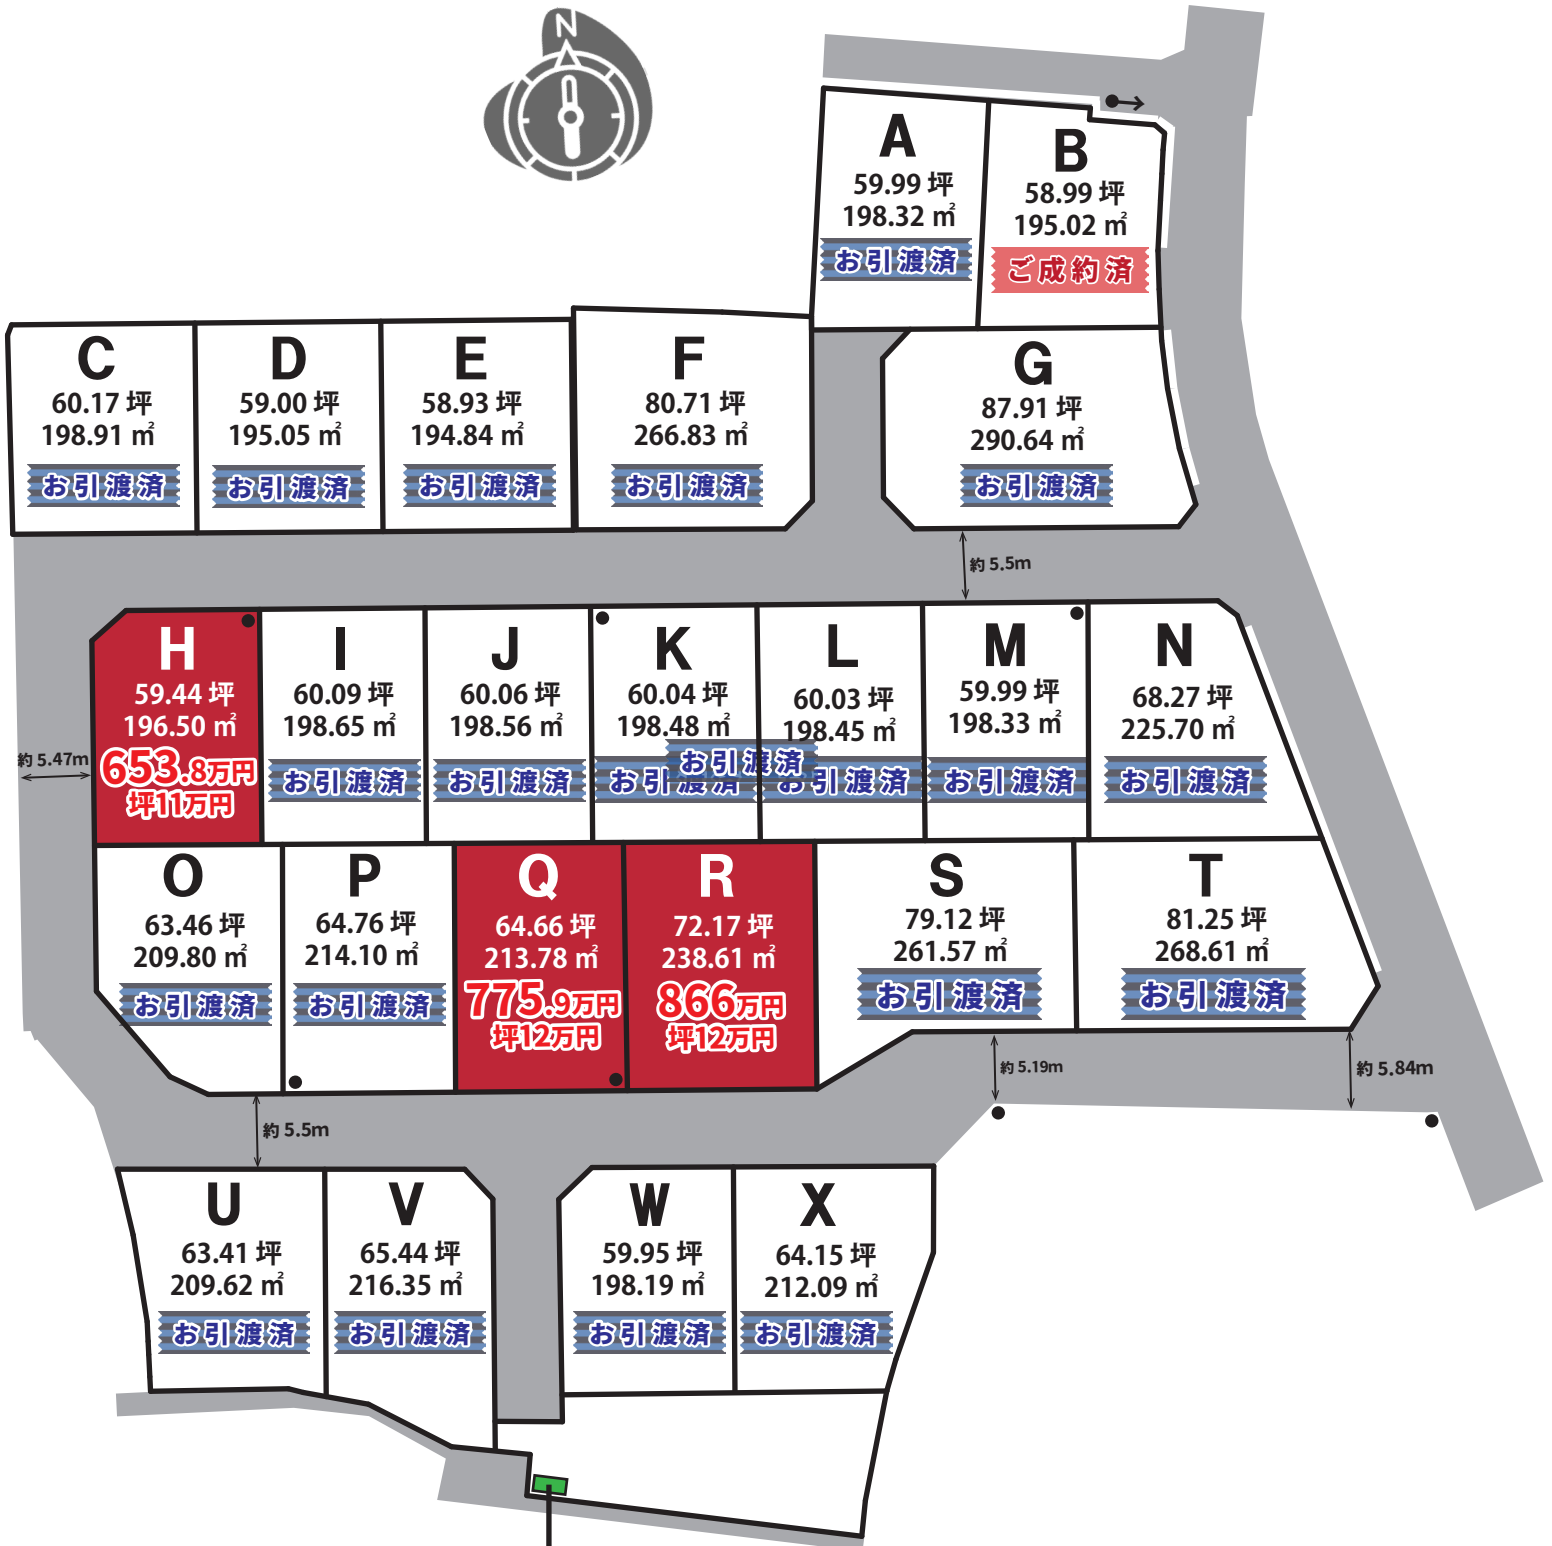 N
A
59.99 坪
198.32 ㎡
お引渡済
B
58.99 坪
195.02 ㎡
ご成約済
C
60.17 坪
198.91 ㎡
お引渡済
D
59.00 坪
195.05 ㎡
お引渡済
E
58.93 坪
194.84 ㎡
お引渡済
F
80.71 坪
266.83 ㎡
お引渡済
G
87.91 坪
290.64 ㎡
お引渡済
約 5.5m
約 5.47m
H
59.44 坪
196.50 ㎡
653.8万円
坪11万円
I
60.09 坪
198.65 ㎡
お引渡済
J
60.06 坪
198.56 ㎡
お引渡済
K
60.04 坪
198.48 ㎡
お引渡済
お引渡済
L
60.03 坪
198.45 ㎡
お引渡済
M
59.99 坪
198.33 ㎡
お引渡済
N
68.27 坪
225.70 ㎡
お引渡済
O
63.46 坪
209.80 ㎡
お引渡済
P
64.76 坪
214.10 ㎡
お引渡済
Q
64.66 坪
213.78 ㎡
775.9万円
坪12万円
R
72.17 坪
238.61 ㎡
866万円
坪12万円
S
79.12 坪
261.57 ㎡
お引渡済
T
81.25 坪
268.61 ㎡
お引渡済
約 5.19m
約 5.84m
約 5.5m
U
63.41 坪
209.62 ㎡
お引渡済
V
65.44 坪
216.35 ㎡
お引渡済
W
59.95 坪
198.19 ㎡
お引渡済
X
64.15 坪
212.09 ㎡
お引渡済